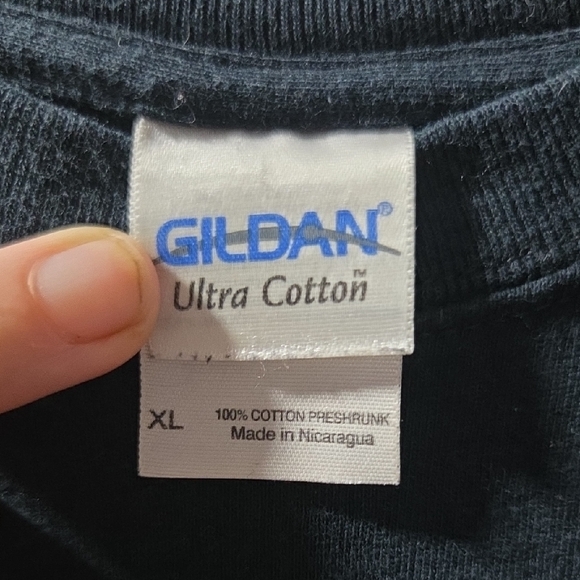 GILDAN®
Ultra Cotton™
XL
100% COTTON PRESHRUNK
Made in Nicaragua